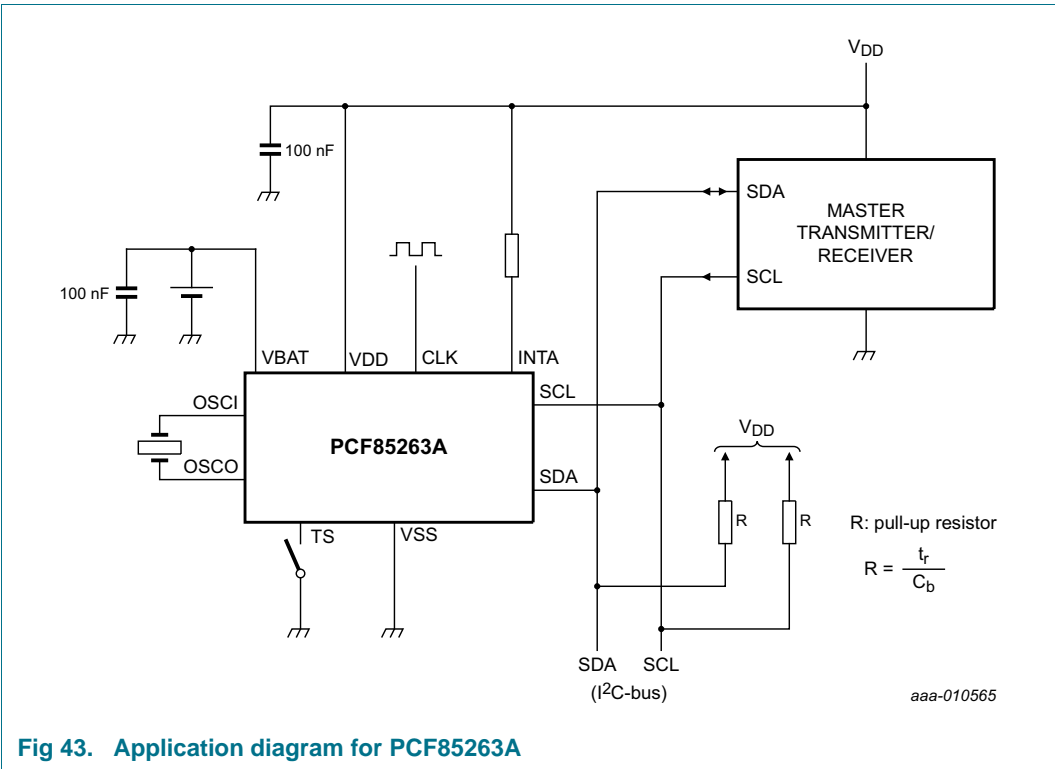 VDD
100 nF
SDA
MASTER
TRANSMITTER/
RECEIVER
SCL
100 nF
VBAT
VDD
CLK
INTA
SCL
OSCI
PCF85263A
OSCO
SDA
TS
VSS
VDD
R
R
R: pull-up resistor
R = tr
Cb
SDA SCL
(I2C-bus)
aaa-010565
Fig 43. Application diagram for PCF85263A